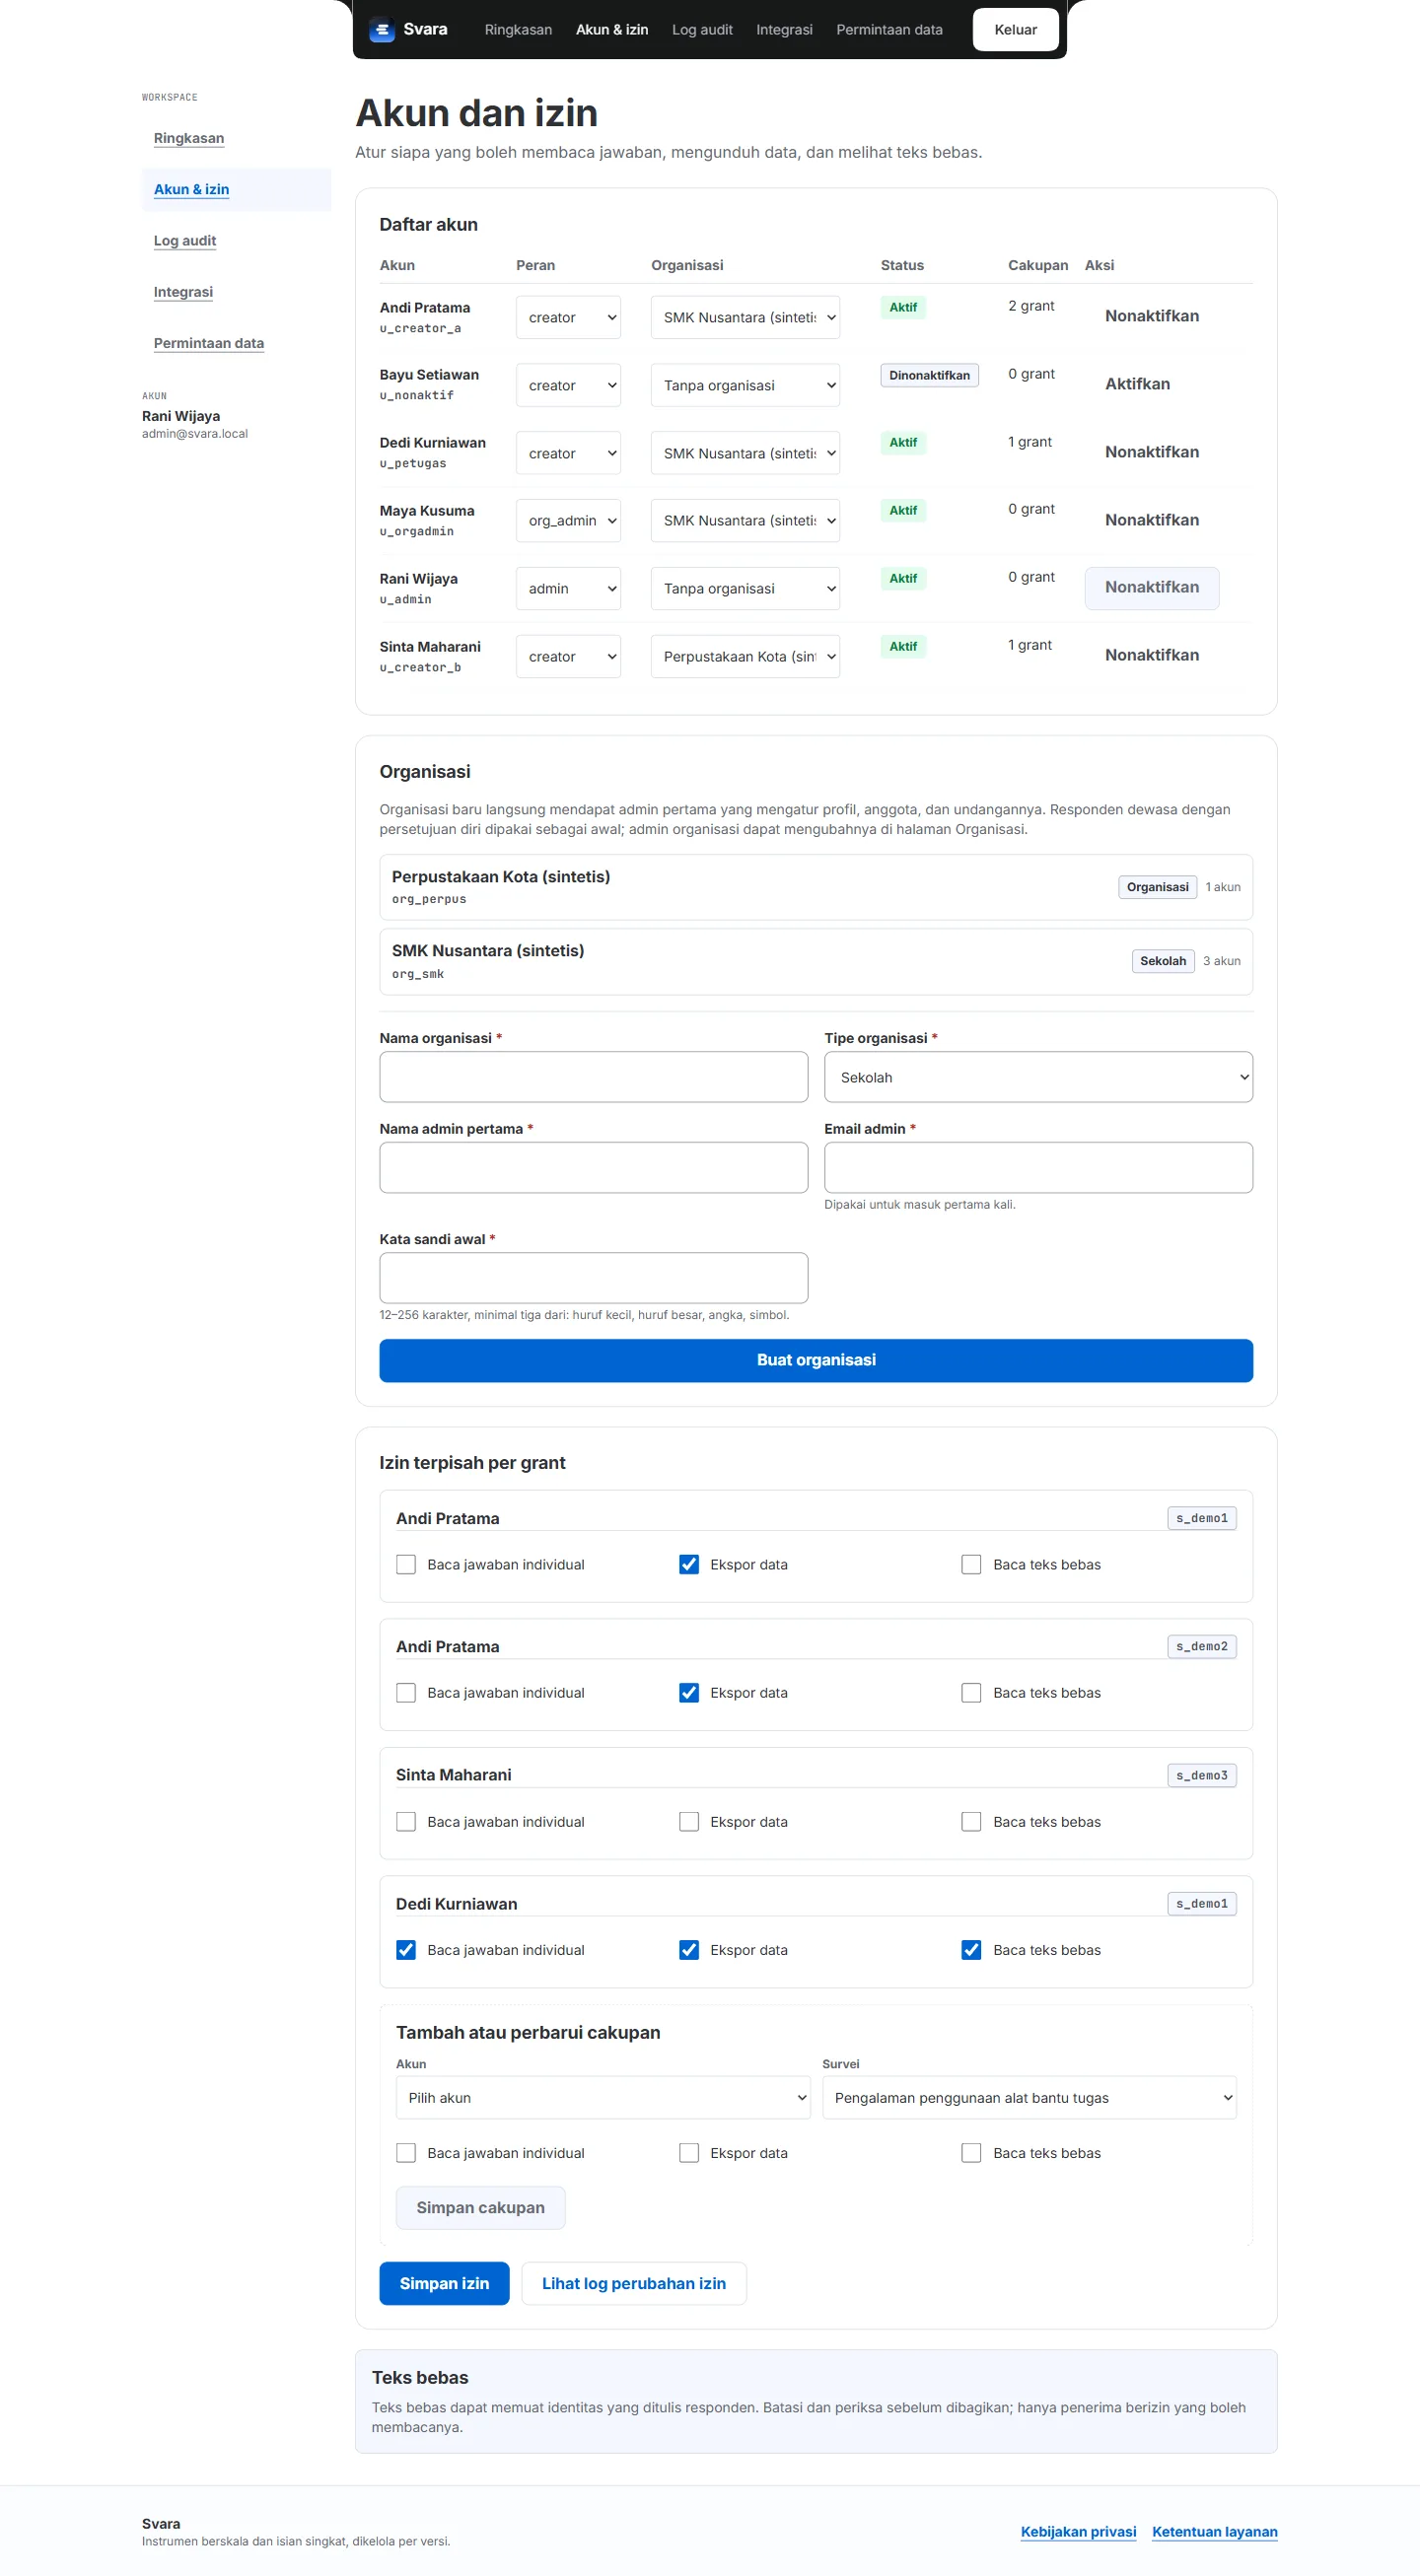 Svara
Ringkasan
Akun & izin
Log audit
Integrasi
Permintaan data
Keluar
WORKSPACE
Ringkasan
Akun & izin
Log audit
Integrasi
Permintaan data
AKUN
Rani Wijaya
admin@svara.local
Akun dan izin
Atur siapa yang boleh membaca jawaban, mengunduh data, dan melihat teks bebas.
Daftar akun
Akun Peran Organisasi Status Cakupan Aksi
Andi Pratama
u_creator_a
creator
SMK Nusantara (sintetis
Aktif
2 grant
Nonaktifkan
Bayu Setiawan
u_nonaktif
creator
Tanpa organisasi
Dinonaktifkan
0 grant
Aktifkan
Dedi Kurniawan
u_petugas
creator
SMK Nusantara (sintetis
Aktif
1 grant
Nonaktifkan
Maya Kusuma
u_orgadmin
org_admin
SMK Nusantara (sintetis
Aktif
0 grant
Nonaktifkan
Rani Wijaya
u_admin
admin
Tanpa organisasi
Aktif
0 grant
Nonaktifkan
Sinta Maharani
u_creator_b
creator
Perpustakaan Kota (sint
Aktif
1 grant
Nonaktifkan
Organisasi
Organisasi baru langsung mendapat admin pertama yang mengatur profil, anggota, dan undangannya. Responden dewasa dengan
persetujuan diri dipakai sebagai awal; admin organisasi dapat mengubahnya di halaman Organisasi.
Perpustakaan Kota (sintetis)
org_perpus
Organisasi
1 akun
SMK Nusantara (sintetis)
org_smk
Sekolah
3 akun
Nama organisasi *
Tipe organisasi *
Sekolah
Nama admin pertama *
Email admin *
Dipakai untuk masuk pertama kali.
Kata sandi awal *
12–256 karakter, minimal tiga dari: huruf kecil, huruf besar, angka, simbol.
Buat organisasi
Izin terpisah per grant
Andi Pratama
s_demo1
Baca jawaban individual
Ekspor data
Baca teks bebas
Andi Pratama
s_demo2
Baca jawaban individual
Ekspor data
Baca teks bebas
Sinta Maharani
s_demo3
Baca jawaban individual
Ekspor data
Baca teks bebas
Dedi Kurniawan
s_demo1
Baca jawaban individual
Ekspor data
Baca teks bebas
Tambah atau perbarui cakupan
Akun
Pilih akun
Survei
Pengalaman penggunaan alat bantu tugas
Baca jawaban individual
Ekspor data
Baca teks bebas
Simpan cakupan
Simpan izin
Lihat log perubahan izin
Teks bebas
Teks bebas dapat memuat identitas yang ditulis responden. Batasi dan periksa sebelum dibagikan; hanya penerima berizin yang boleh
membacanya.
Svara
Instrumen berskala dan isian singkat, dikelola per versi.
Kebijakan privasi
Ketentuan layanan